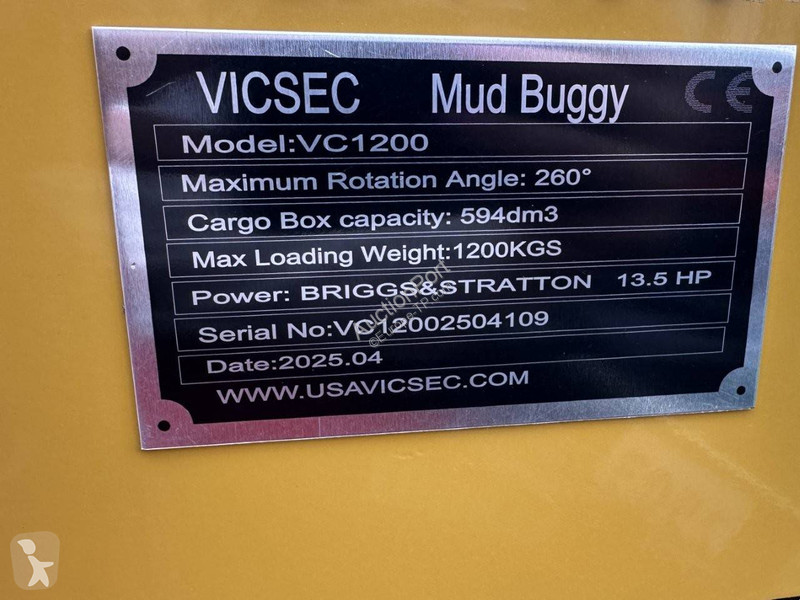 VICSEC Mud Buggy CE
Model:VC1200
Maximum Rotation Angle: 260°
Cargo Box capacity: 594dm3
Max Loading Weight:1200KGS
Power: BRIGGS&STRATTON 13.5 HP
Serial No:VC12002504109
Date:2025.04
WWW.USAVICSEC.COM
AuctionPort